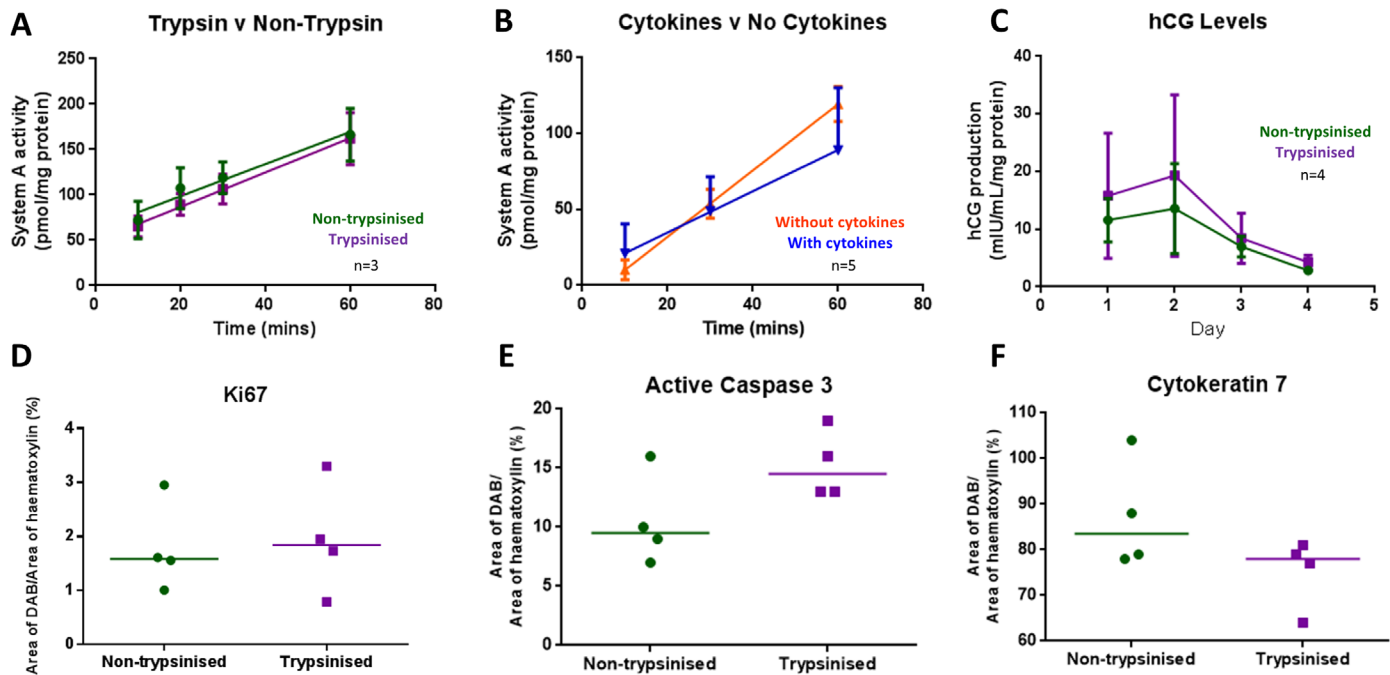 A
Trypsin v Non-Trypsin
System A activity
(pmol/mg protein)
250
200
150
100
50
0
0
20
40
60
80
Time (mins)
Non-trypsinised
Trypsinised
n=3
B
Cytokines v No Cytokines
System A activity
(pmol/mg protein)
150
100
50
0
0
20
40
60
80
Time (mins)
Without cytokines
With cytokines
n=5
C
hCG Levels
hCG production
(mIU/mL/mg protein)
40
30
20
10
0
0
1
2
3
4
5
Day
Non-trypsinised
Trypsinised
n=4
D
Ki67
Area of DAB/Area of haematoxylin (%)
4
3
2
1
0
Non-trypsinised
Trypsinised
E
Active Caspase 3
Area of DAB/
Area of haematoxylin (%)
20
15
10
5
0
Non-trypsinised
Trypsinised
F
Cytokeratin 7
Area of DAB/
Area of haematoxylin (%)
110
100
90
80
70
60
Non-trypsinised
Trypsinised